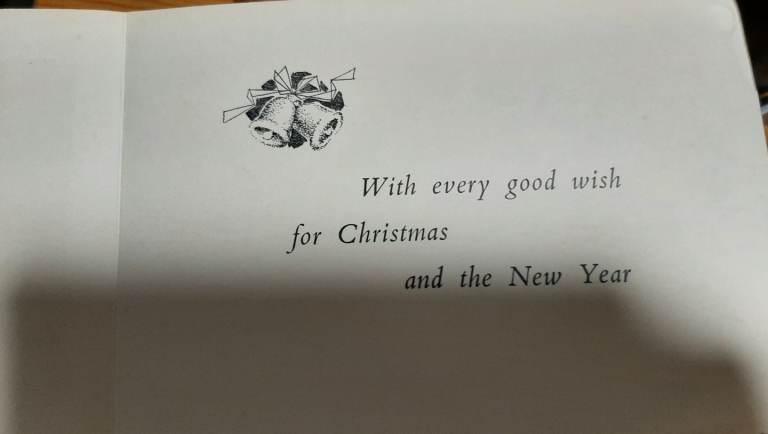 With every good wish
for Christmas
and the New Year